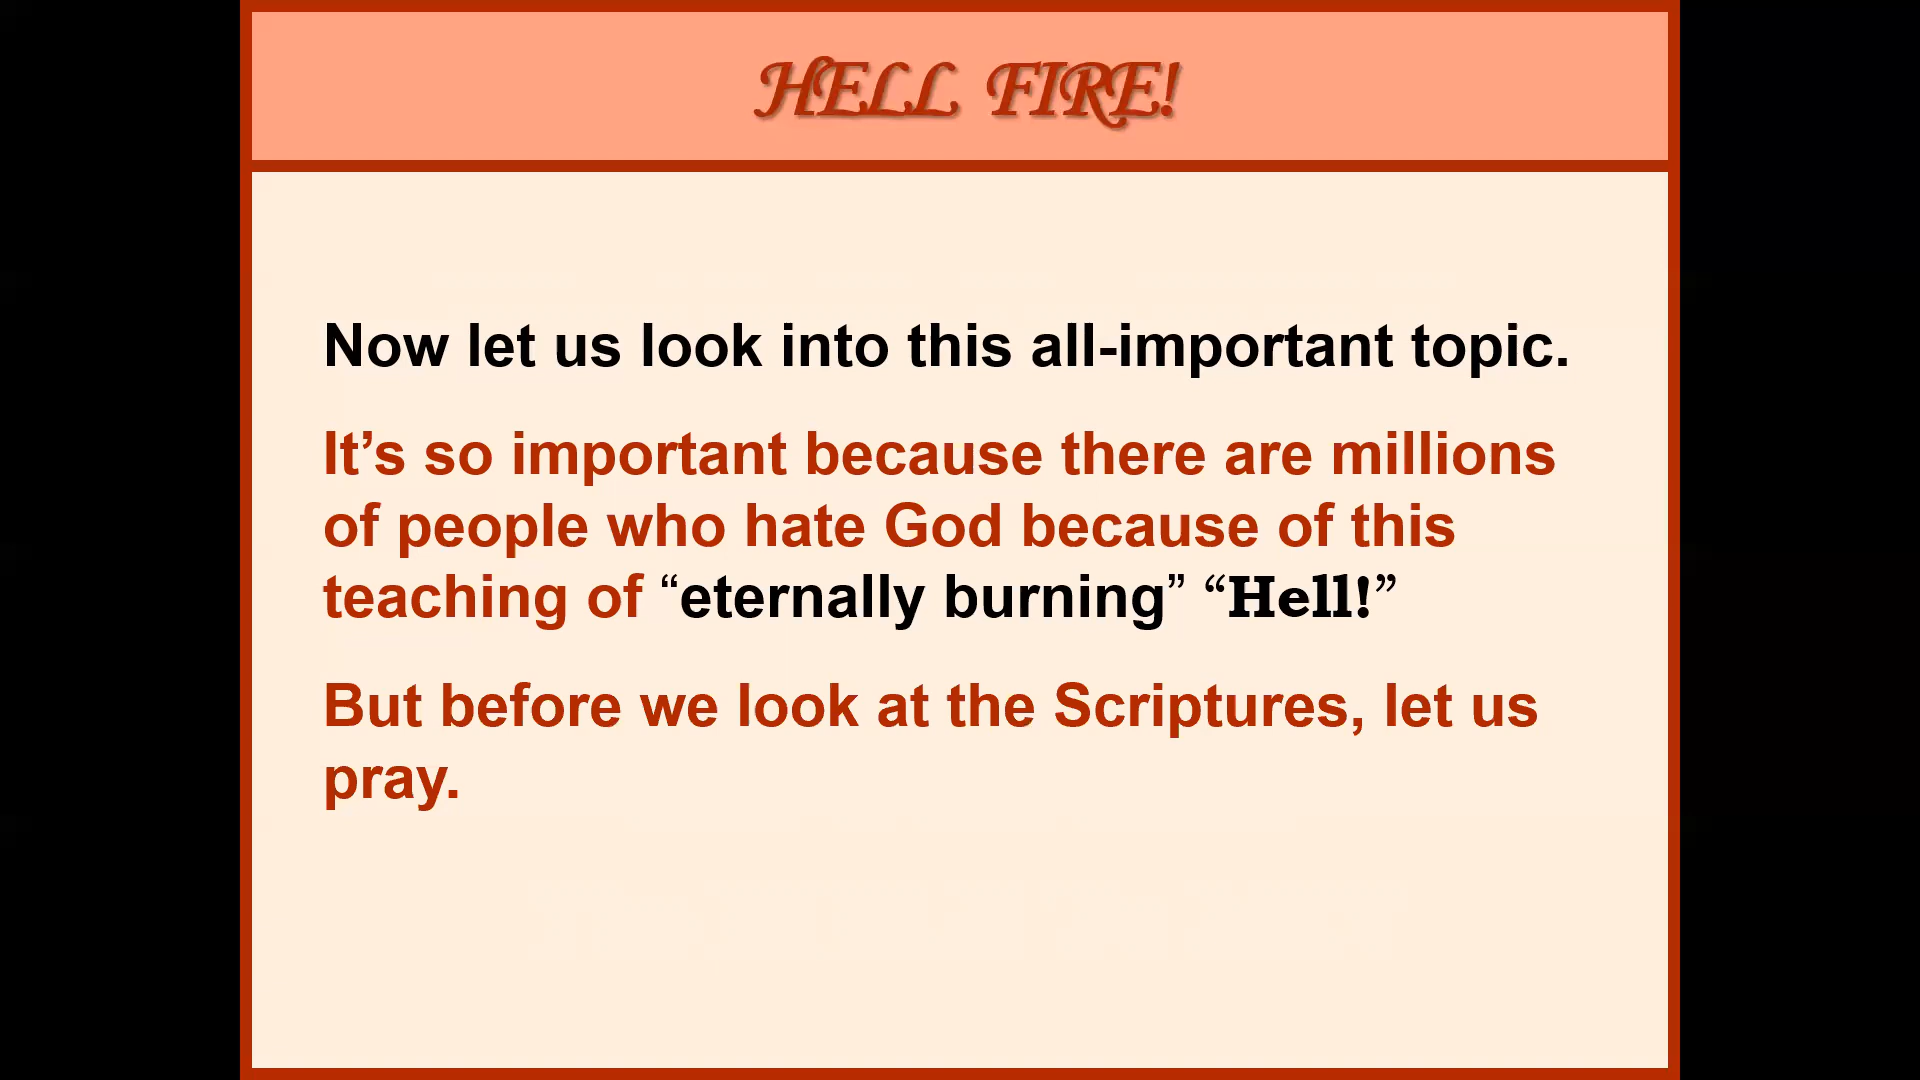 HELL FIRE!
Now let us look into this all-important topic.
It’s so important because there are millions
of people who hate God because of this
teaching of “eternally burning” “Hell!”
But before we look at the Scriptures, let us
pray.